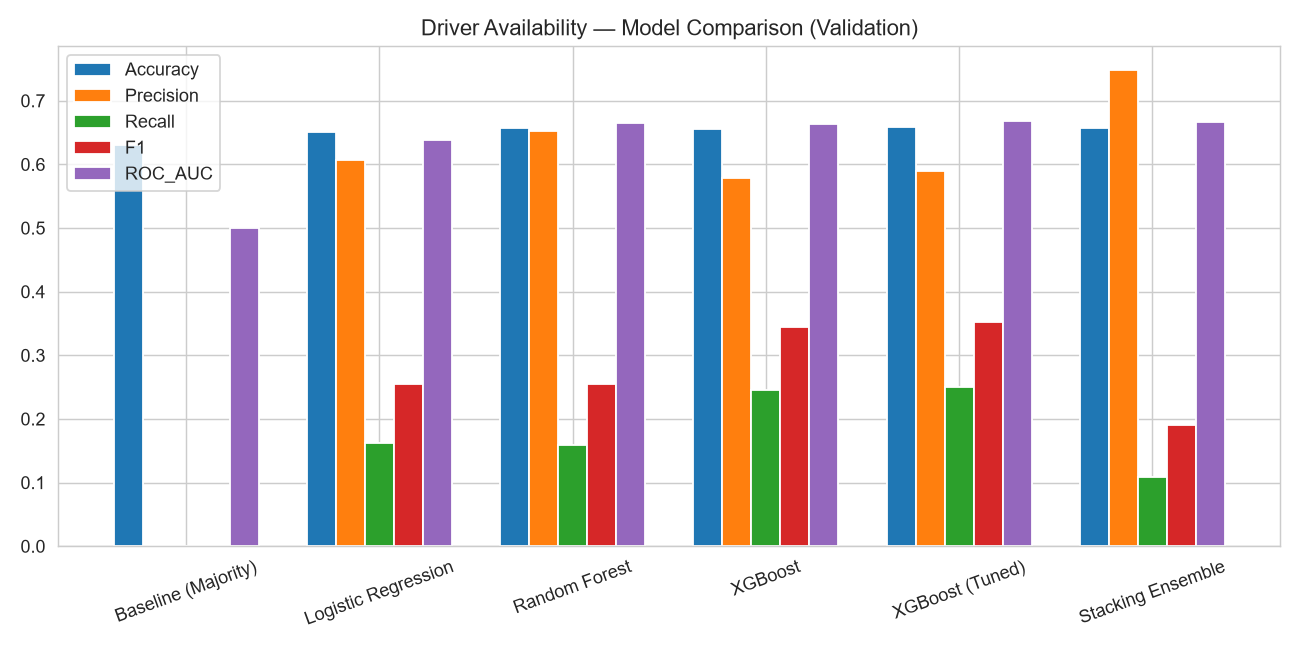 Driver Availability — Model Comparison (Validation)
Accuracy
Precision
Recall
F1
ROC_AUC
0.7
0.6
0.5
0.4
0.3
0.2
0.1
0.0
Baseline (Majority)
Logistic Regression
Random Forest
XGBoost
XGBoost (Tuned)
Stacking Ensemble